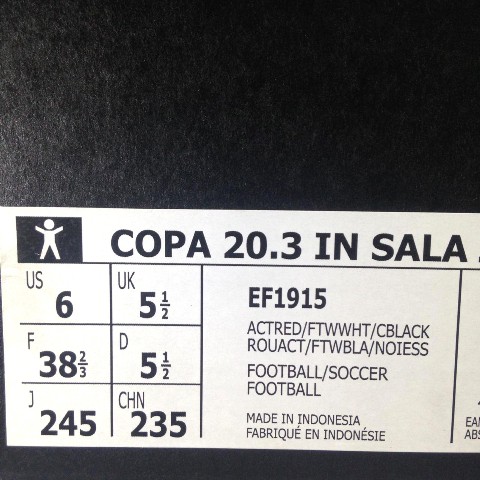 COPA 20.3 IN SALA
US 6
UK 5 1/2
F 38 2/3
D 5 1/2
J 245
CHN 235
EF1915
ACTRED/FTWWHT/CBLACK
ROUACT/FTWBLA/NOIESS
FOOTBALL/SOCCER
FOOTBALL
MADE IN INDONESIA
FABRIQUÉ EN INDONÉSIE